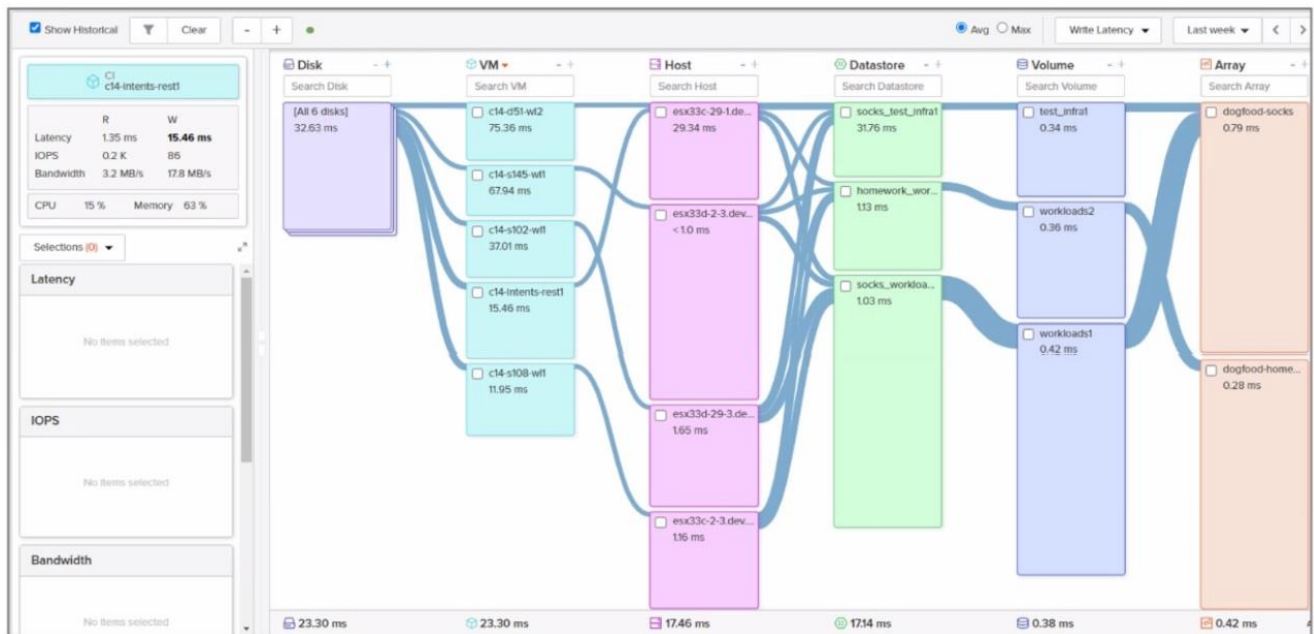 Show Historical Clear - + Avg Max Write Latency Last week < >
CI
c14-intents-rest1
R W
Latency 1.35 ms 15.46 ms
IOPS 0.2 K 86
Bandwidth 3.2 MB/s 17.8 MB/s
CPU 15 % Memory 63 %
Selections (0)
Latency
No items selected
IOPS
No items selected
Bandwidth
No items selected
Disk - +
Search Disk
[All 6 disks]
32.63 ms
23.30 ms
VM - +
Search VM
c14-d51-wl2
75.36 ms
c14-s145-wl1
67.94 ms
c14-s102-wl1
37.01 ms
c14-intents-rest1
15.46 ms
c14-s108-wl1
11.95 ms
23.30 ms
Host - +
Search Host
esx33c-29-1.de...
29.34 ms
esx33d-2-3.dev...
<1.0 ms
esx33d-29-3.de...
1.65 ms
esx33c-2-3.dev...
1.16 ms
17.46 ms
Datastore - +
Search Datastore
socks_test_infra1
31.76 ms
homework_wor...
1.13 ms
socks_workloa...
1.03 ms
17.14 ms
Volume - +
Search Volume
test_infra1
0.34 ms
workloads2
0.36 ms
workloads1
0.42 ms
0.38 ms
Array - +
Search Array
dogfood-socks
0.79 ms
dogfood-home...
0.28 ms
0.42 ms